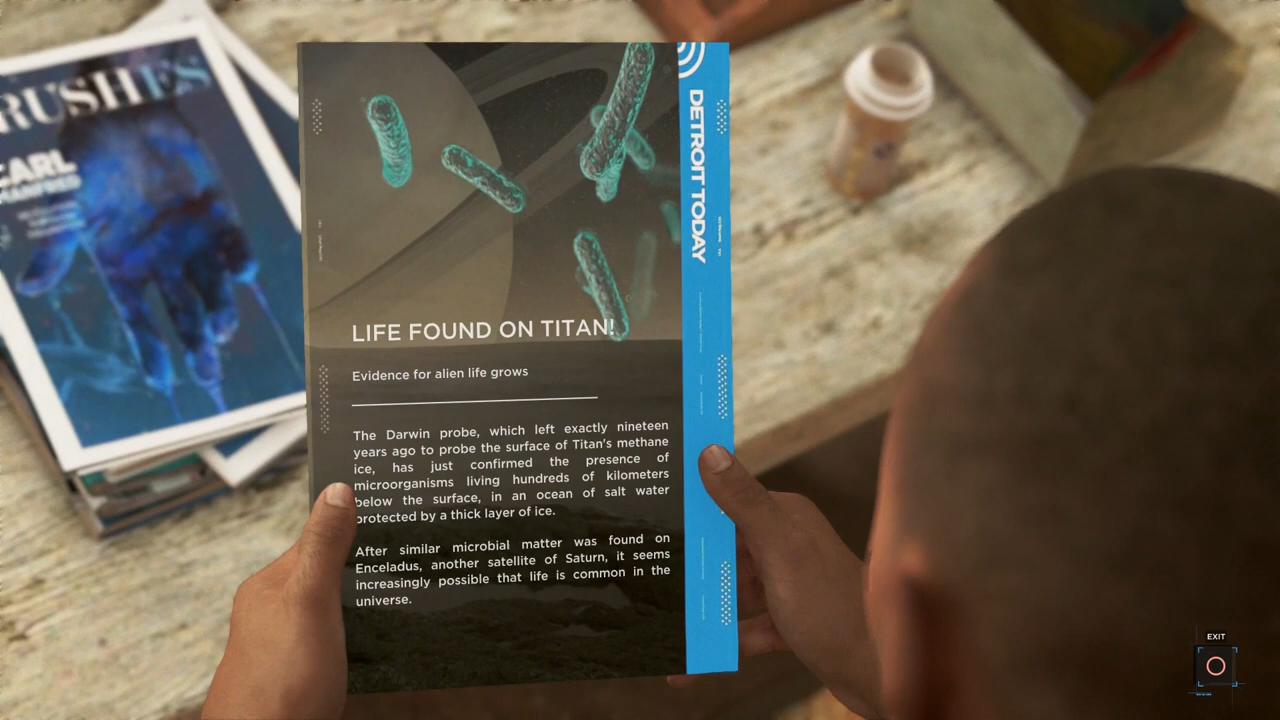 RUSHES
CARL
MANFRED
DETROIT TODAY
LIFE FOUND ON TITAN!
Evidence for alien life grows
The Darwin probe, which left exactly nineteen
years ago to probe the surface of Titan's methane
ice, has just confirmed the presence of
microorganisms living hundreds of kilometers
below the surface, in an ocean of salt water
protected by a thick layer of ice.
After similar microbial matter was found on
Enceladus, another satellite of Saturn, it seems
increasingly possible that life is common in the
universe.
EXIT